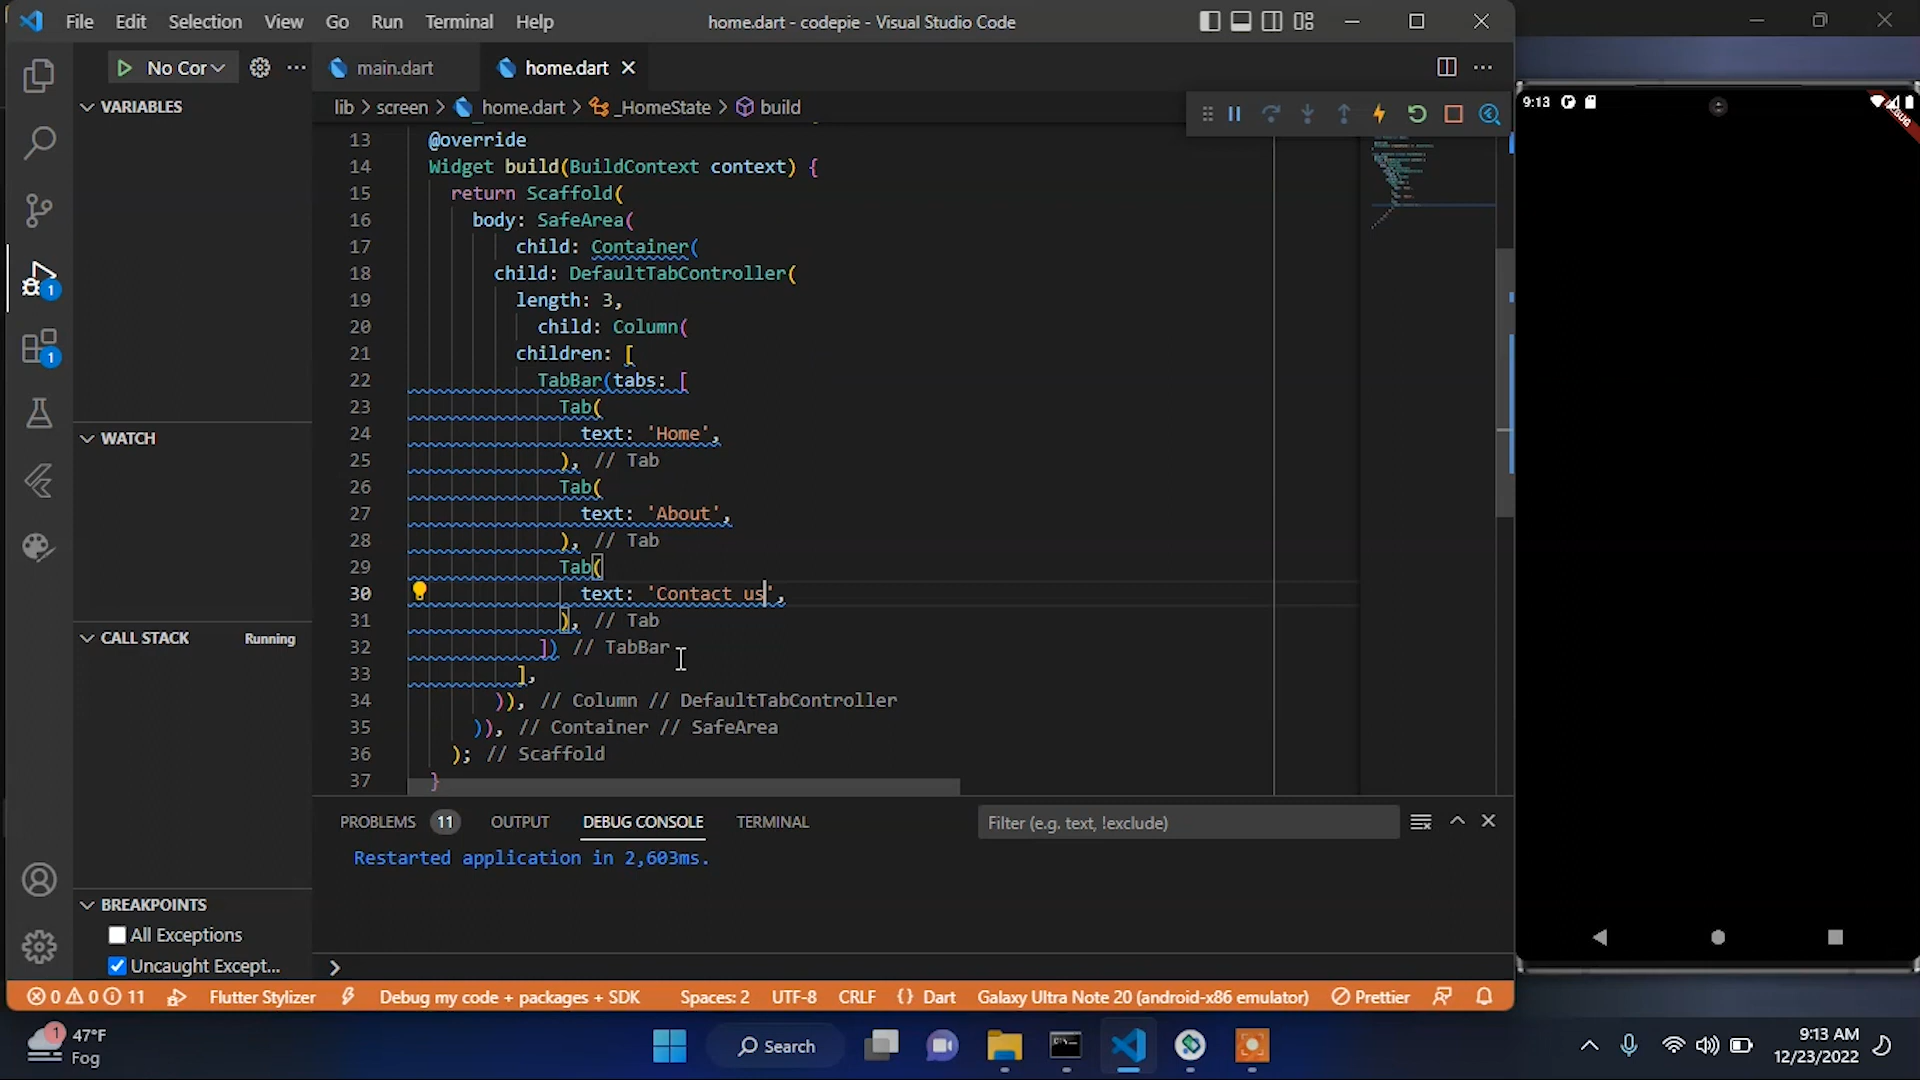 File Edit Selection View Go Run Terminal Help
home.dart - codepie - Visual Studio Code
No Cor
main.dart
home.dart
lib > screen > home.dart > _HomeState > build
VARIABLES
13 @override
14 Widget build(BuildContext context) {
15 return Scaffold(
16 body: SafeArea(
17 child: Container(
18 child: DefaultTabController(
19 length: 3,
20 child: Column(
21 children: [
22 TabBar(tabs: [
23 Tab(
24 text: 'Home',
25 ), // Tab
26 Tab(
27 text: 'About',
28 ), // Tab
29 Tab(
30 text: 'Contact us',
31 ), // Tab
32 ]) // TabBar
33 ],
34 )), // Column // DefaultTabController
35 )), // Container // SafeArea
36 ); // Scaffold
37 }
WATCH
CALL STACK Running
BREAKPOINTS
All Exceptions
Uncaught Except...
1
1
PROBLEMS 11 OUTPUT DEBUG CONSOLE TERMINAL
Filter (e.g. text, !exclude)
Restarted application in 2,603ms.
>
0 0 11 Flutter Stylizer Debug my code + packages + SDK Spaces: 2 UTF-8 CRLF {} Dart Galaxy Ultra Note 20 (android-x86 emulator) Prettier
9:13
DEBUG
1
47°F
Fog
Search
9:13 AM
12/23/2022